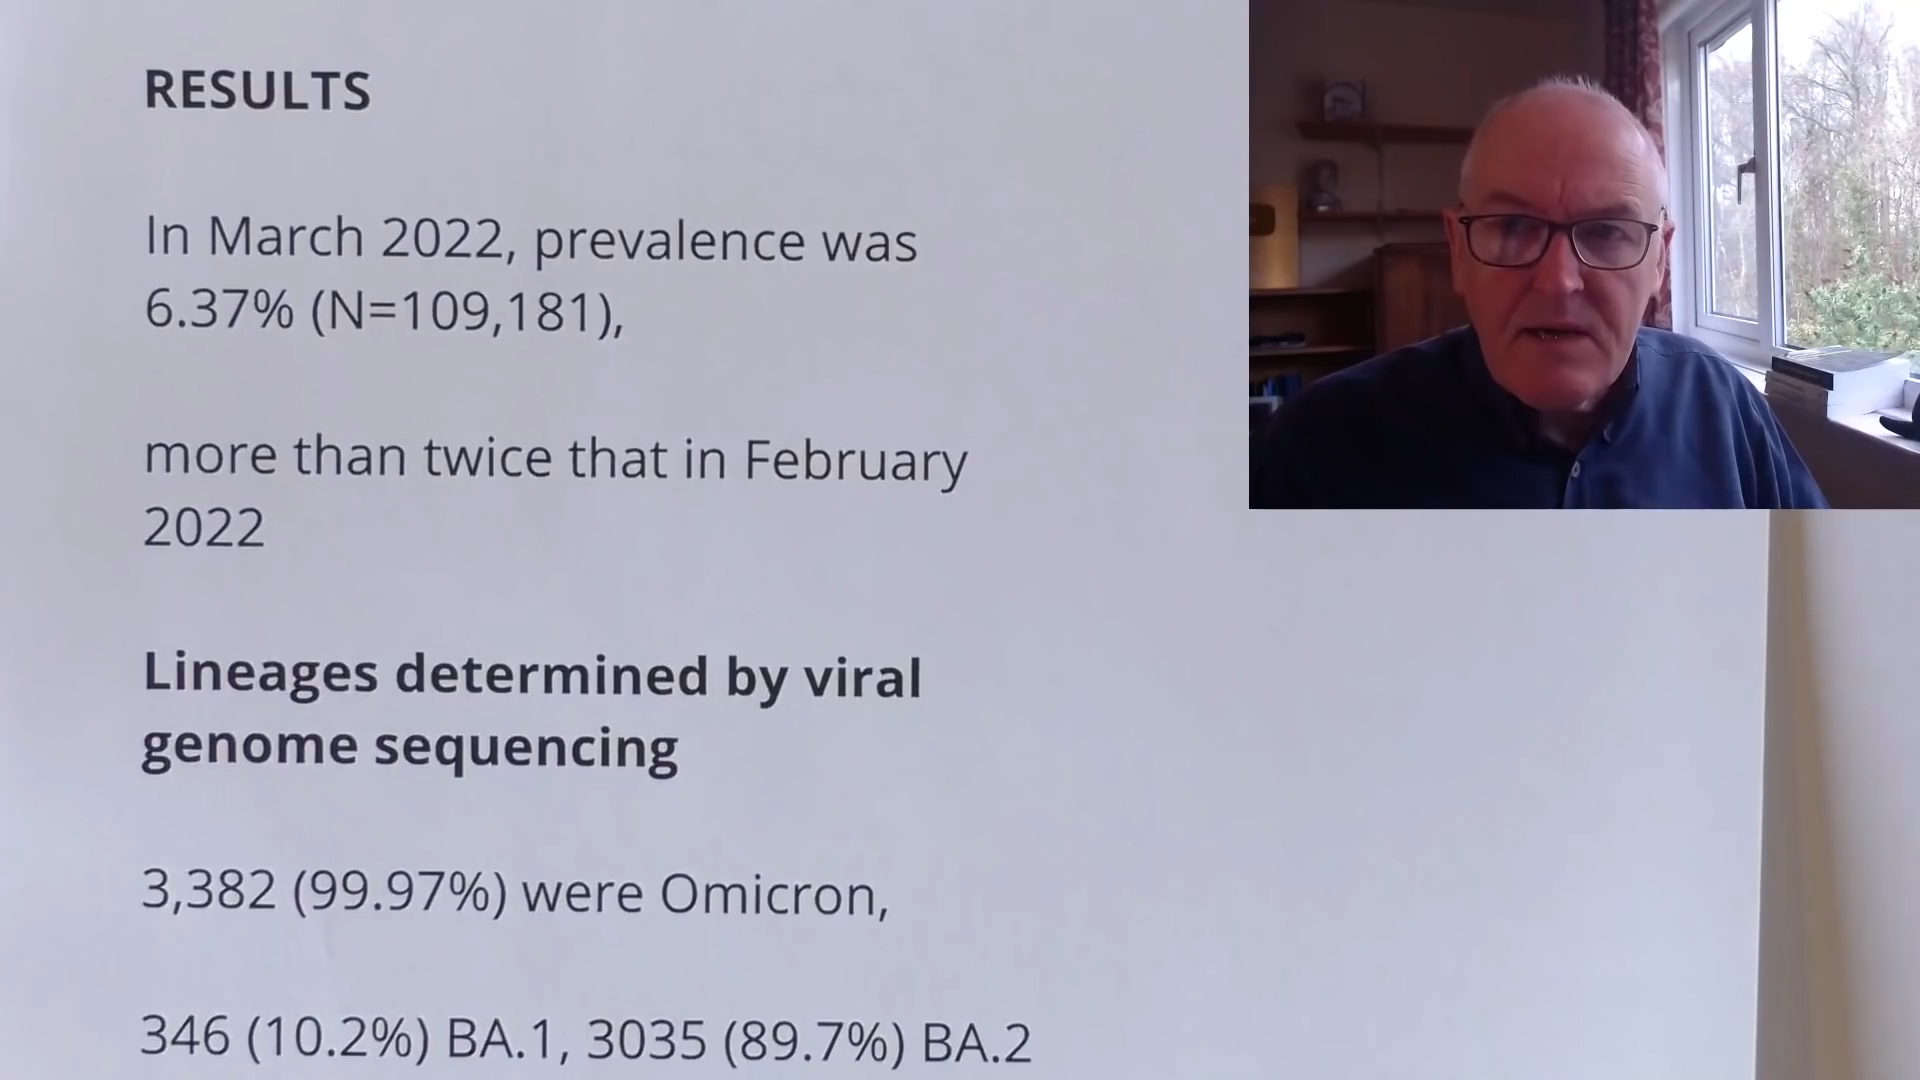 RESULTS
In March 2022, prevalence was
6.37% (N=109,181),
more than twice that in February
2022
Lineages determined by viral
genome sequencing
3,382 (99.97%) were Omicron,
346 (10.2%) BA.1, 3035 (89.7%) BA.2